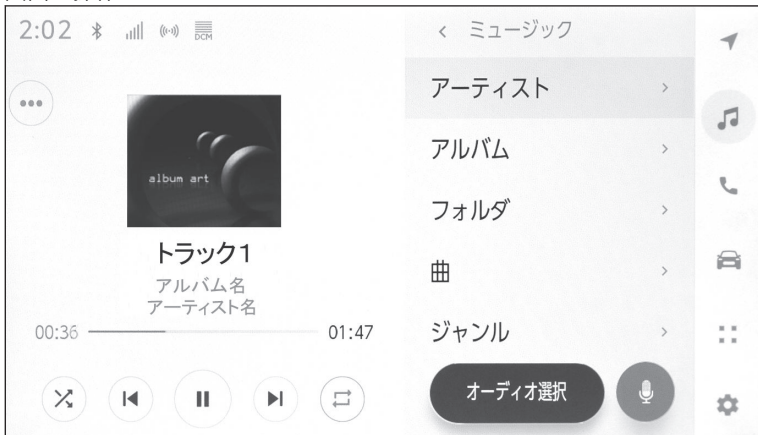 2:02
DCM
album art
トラック1
アルバム名
アーティスト名
00:36
01:47
ミュージック
アーティスト
アルバム
フォルダ
曲
ジャンル
オーディオ選択